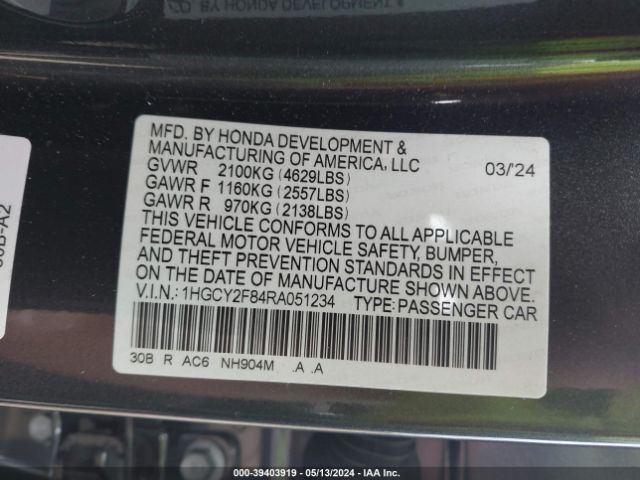 BY HONDA DEVELOPMENT &
MFD. BY HONDA DEVELOPMENT &
MANUFACTURING OF AMERICA, LLC 03/'24
GVWR 2100KG (4629LBS)
GAWR F 1160KG (2557LBS)
GAWR R 970KG (2138LBS)
THIS VEHICLE CONFORMS TO ALL APPLICABLE
FEDERAL MOTOR VEHICLE SAFETY, BUMPER,
AND THEFT PREVENTION STANDARDS IN EFFECT
ON THE DATE OF MANUFACTURE SHOWN ABOVE.
V.I.N.: 1HGCY2F84RA051234 TYPE: PASSENGER CAR
30B R AC6 NH904M .A .A
000-39403919 - 05/13/2024 - IAA Inc.